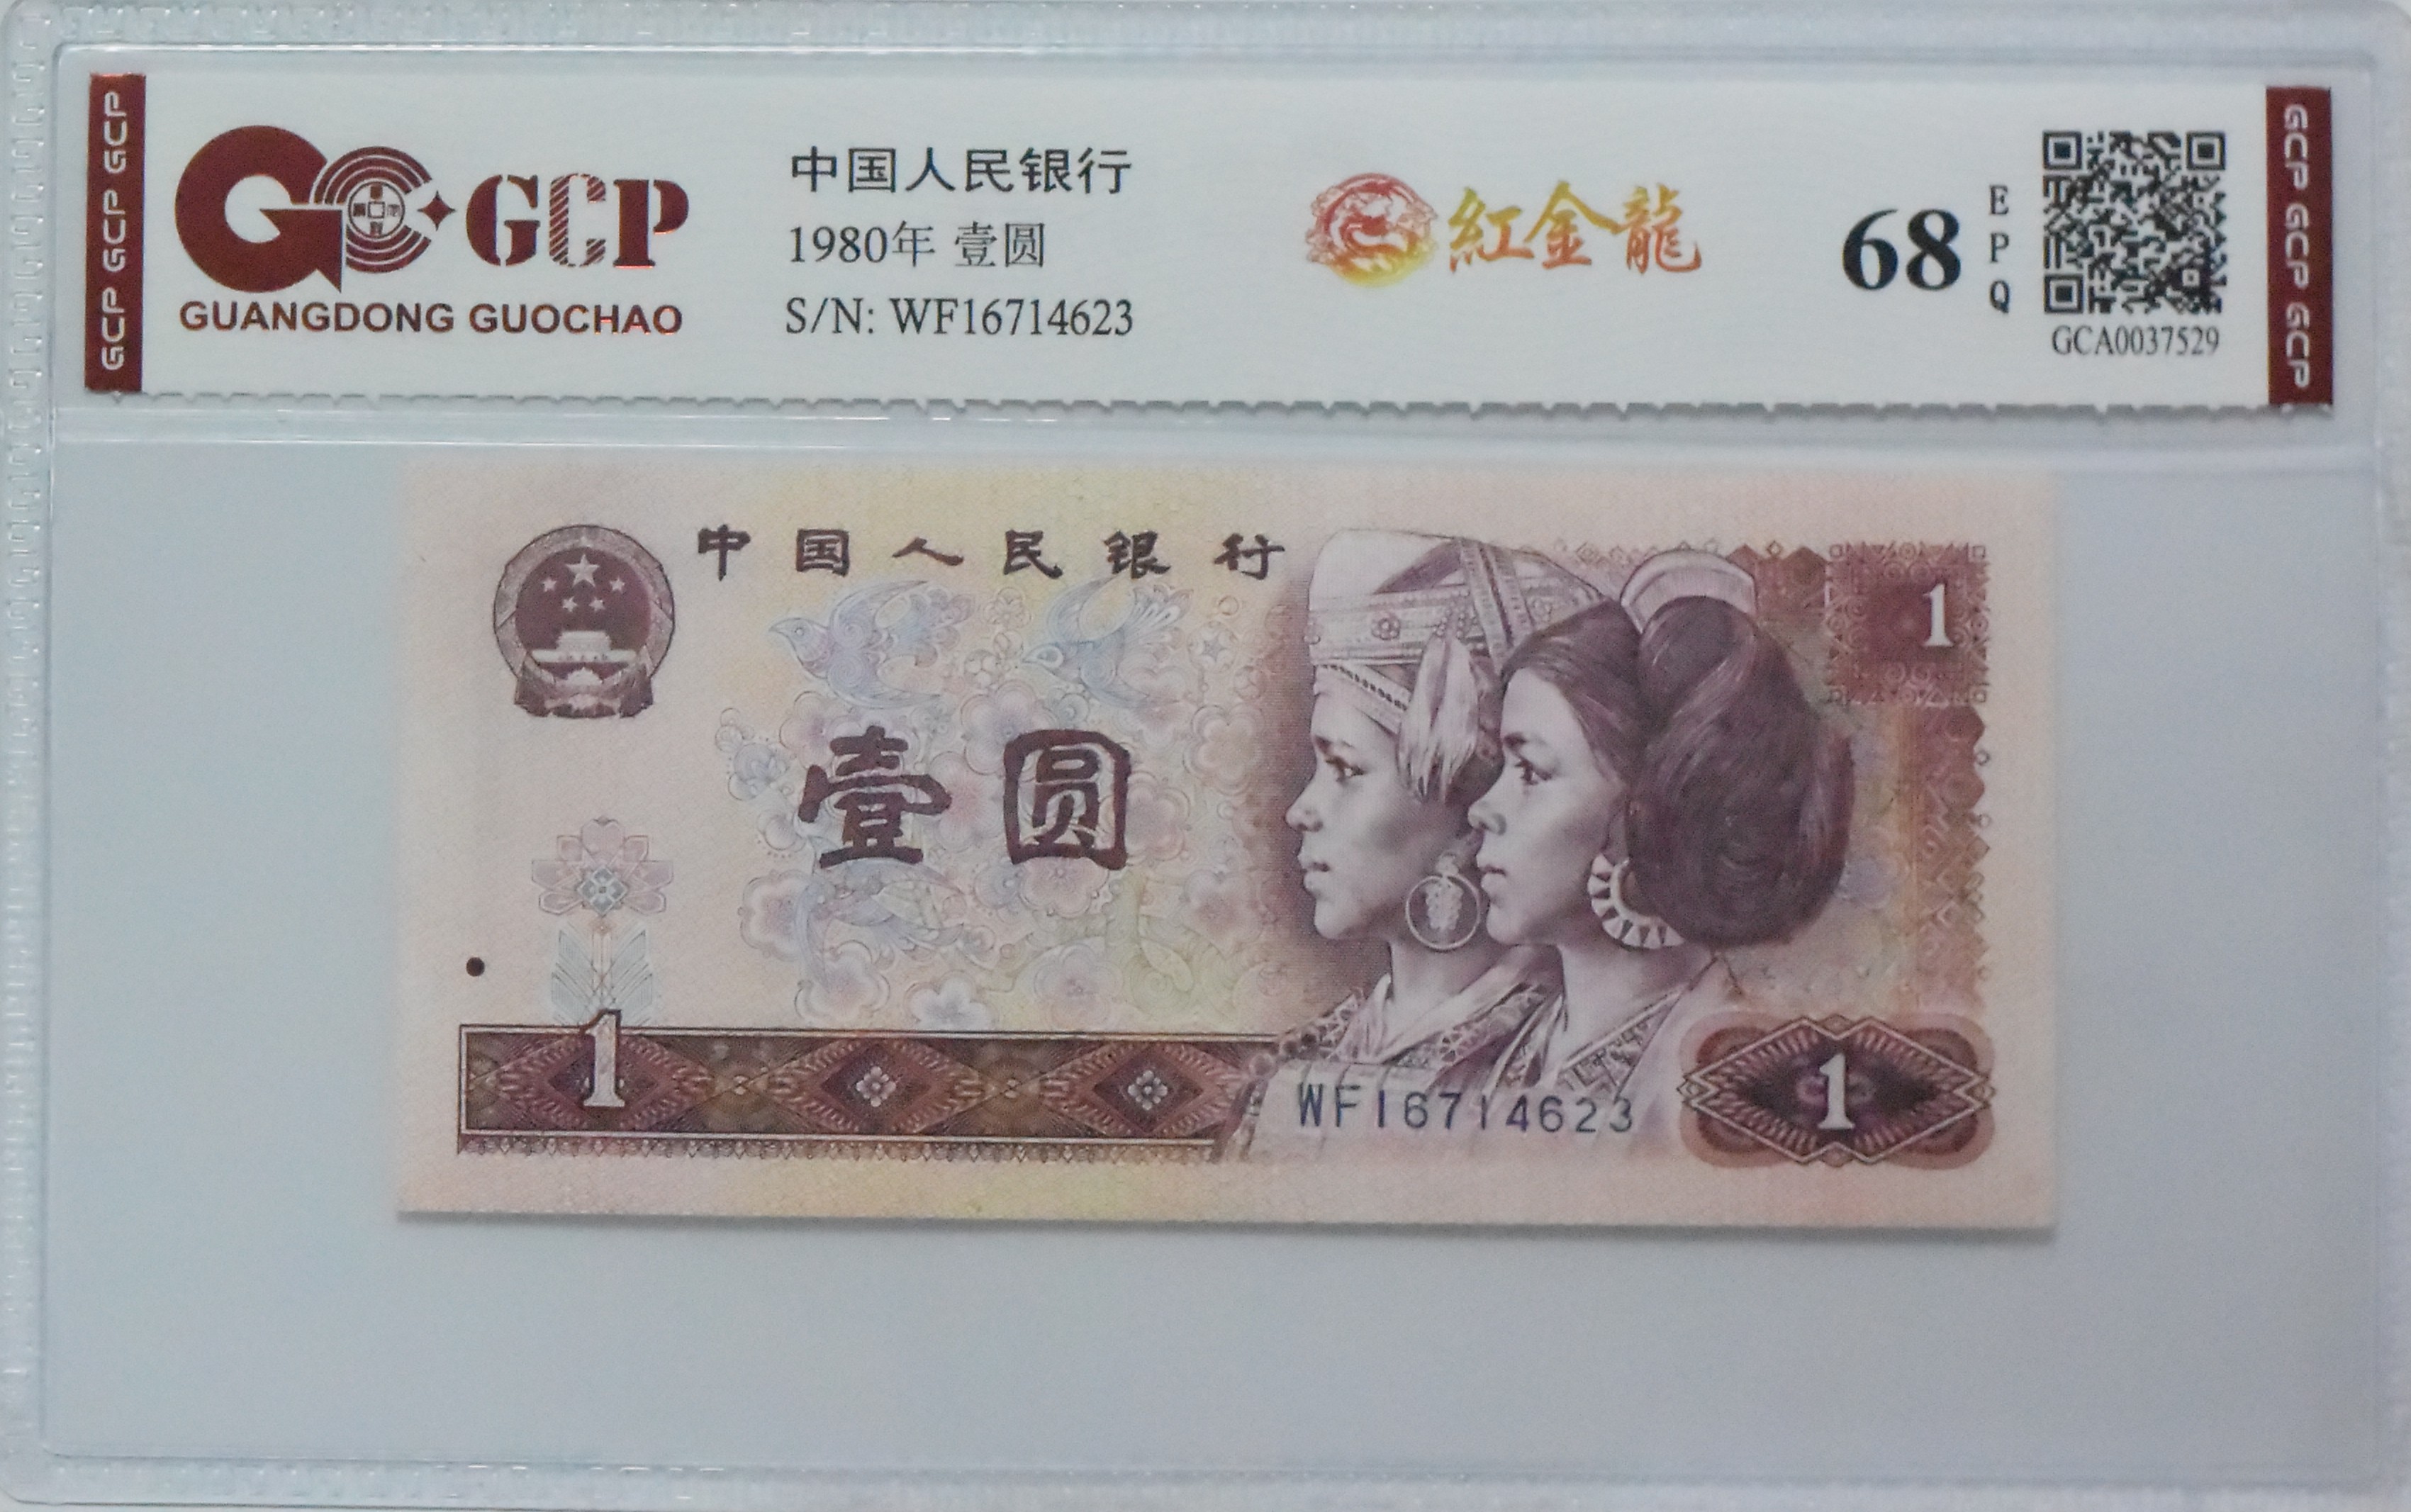 GCP GCP GCP
GCP
GUANGDONG GUOCHAO
中国人民银行
1980年 壹圆
S/N: WF16714623
紅金龍
68
EPQ
GCA0037529
GCP GCP GCP
中国人民银行
1
壹圆
1
WF16714623
1